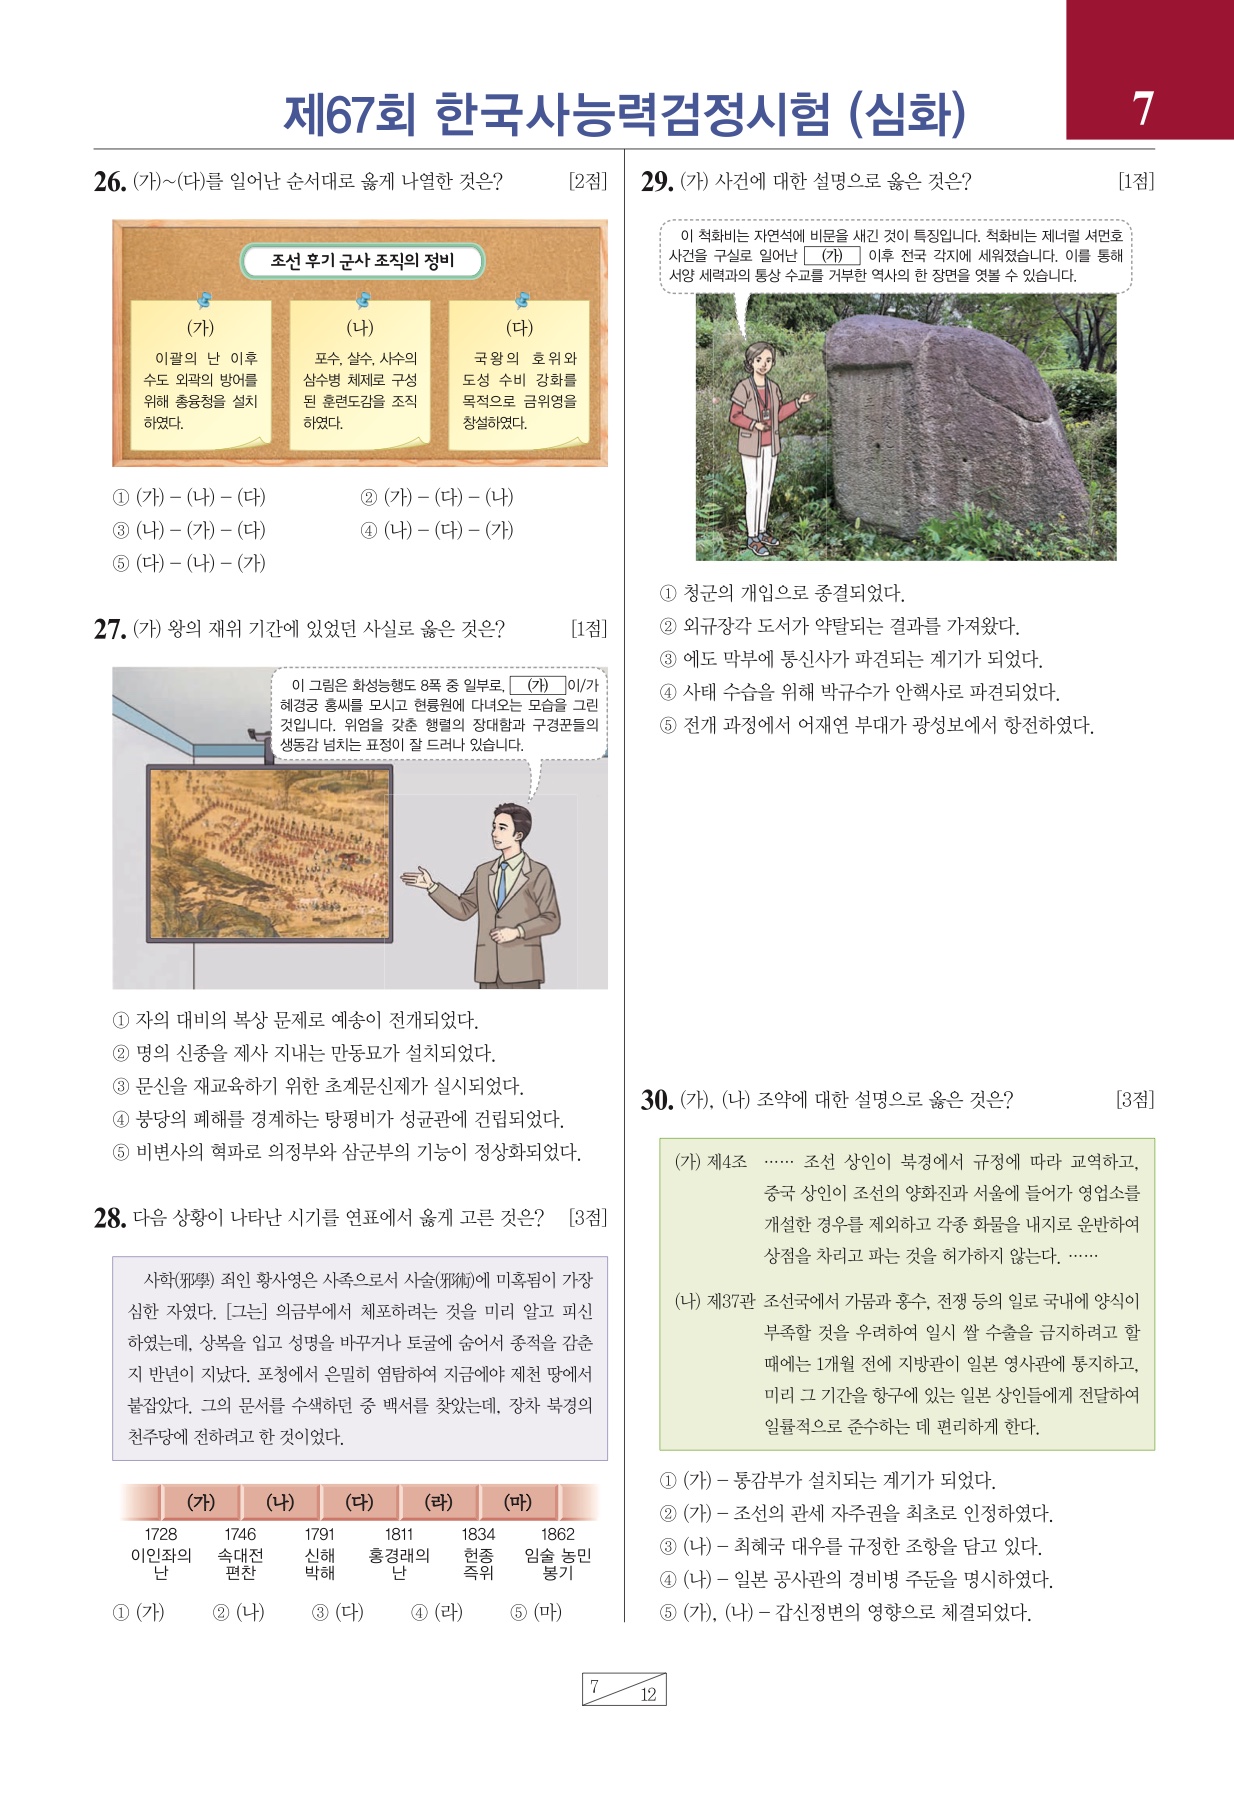 제67회 한국사능력검정시험 (심화)
7
26. (가)~(다)를 일어난 순서대로 옳게 나열한 것은? [2점]
조선 후기 군사 조직의 정비
(가)
이괄의 난 이후
수도 외곽의 방어를
위해 총융청을 설치
하였다.
(나)
포수, 살수, 사수의
삼수병 체제로 구성
된 훈련도감을 조직
하였다.
(다)
국왕의 호위와
도성 수비 강화를
목적으로 금위영을
창설하였다.
① (가) – (나) – (다) ② (가) – (다) – (나)
③ (나) – (가) – (다) ④ (나) – (다) – (가)
⑤ (다) – (나) – (가)
27. (가) 왕의 재위 기간에 있었던 사실로 옳은 것은? [1점]
이 그림은 화성능행도 8폭 중 일부로, (가) 이/가
혜경궁 홍씨를 모시고 현륭원에 다녀오는 모습을 그린
것입니다. 위엄을 갖춘 행렬의 장대함과 구경꾼들의
생동감 넘치는 표정이 잘 드러나 있습니다.
① 자의 대비의 복상 문제로 예송이 전개되었다.
② 명의 신종을 제사 지내는 만동묘가 설치되었다.
③ 문신을 재교육하기 위한 초계문신제가 실시되었다.
④ 붕당의 폐해를 경계하는 탕평비가 성균관에 건립되었다.
⑤ 비변사의 혁파로 의정부와 삼군부의 기능이 정상화되었다.
28. 다음 상황이 나타난 시기를 연표에서 옳게 고른 것은? [3점]
사학(邪學) 죄인 황사영은 사족으로서 사술(邪術)에 미혹됨이 가장
심한 자였다. [그는] 의금부에서 체포하려는 것을 미리 알고 피신
하였는데, 상복을 입고 성명을 바꾸거나 토굴에 숨어서 종적을 감춘
지 반년이 지났다. 포청에서 은밀히 염탐하여 지금에야 제천 땅에서
붙잡았다. 그의 문서를 수색하던 중 백서를 찾았는데, 장차 북경의
천주당에 전하려고 한 것이었다.
(가) (나) (다) (라) (마)
1728 1746 1791 1811 1834 1862
이인좌의 속대전 신해 홍경래의 헌종 임술 농민
난 편찬 박해 난 즉위 봉기
① (가) ② (나) ③ (다) ④ (라) ⑤ (마)
29. (가) 사건에 대한 설명으로 옳은 것은? [1점]
이 척화비는 자연석에 비문을 새긴 것이 특징입니다. 척화비는 제너럴 셔먼호
사건을 구실로 일어난 (가) 이후 전국 각지에 세워졌습니다. 이를 통해
서양 세력과의 통상 수교를 거부한 역사의 한 장면을 엿볼 수 있습니다.
① 청군의 개입으로 종결되었다.
② 외규장각 도서가 약탈되는 결과를 가져왔다.
③ 에도 막부에 통신사가 파견되는 계기가 되었다.
④ 사태 수습을 위해 박규수가 안핵사로 파견되었다.
⑤ 전개 과정에서 어재연 부대가 광성보에서 항전하였다.
30. (가), (나) 조약에 대한 설명으로 옳은 것은? [3점]
(가) 제4조 …… 조선 상인이 북경에서 규정에 따라 교역하고,
중국 상인이 조선의 양화진과 서울에 들어가 영업소를
개설한 경우를 제외하고 각종 화물을 내지로 운반하여
상점을 차리고 파는 것을 허가하지 않는다. ……
(나) 제37관 조선국에서 가뭄과 홍수, 전쟁 등의 일로 국내에 양식이
부족할 것을 우려하여 일시 쌀 수출을 금지하려고 할
때에는 1개월 전에 지방관이 일본 영사관에 통지하고,
미리 그 기간을 항구에 있는 일본 상인들에게 전달하여
일률적으로 준수하는 데 편리하게 한다.
① (가) – 통감부가 설치되는 계기가 되었다.
② (가) – 조선의 관세 자주권을 최초로 인정하였다.
③ (나) – 최혜국 대우를 규정한 조항을 담고 있다.
④ (나) – 일본 공사관의 경비병 주둔을 명시하였다.
⑤ (가), (나) – 갑신정변의 영향으로 체결되었다.
7
12